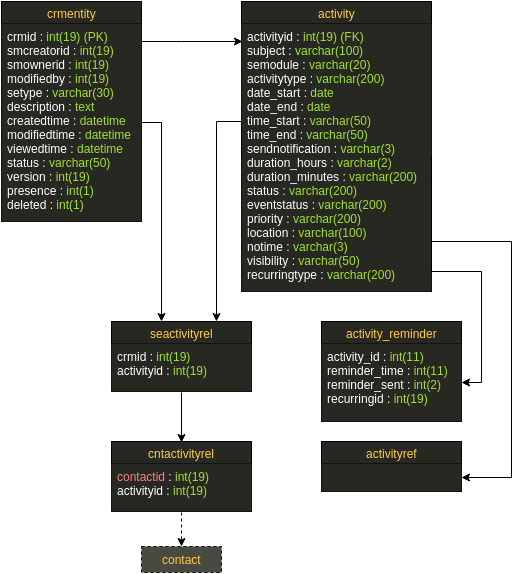 crmentity
crmid : int(19) (PK)
smcreatorid : int(19)
smownerid : int(19)
modifiedby : int(19)
setype : varchar(30)
description : text
createdtime : datetime
modifiedtime : datetime
viewedtime : datetime
status : varchar(50)
version : int(19)
presence : int(1)
deleted : int(1)
activity
activityid : int(19) (FK)
subject : varchar(100)
semodule : varchar(20)
activitytype : varchar(200)
date_start : date
date_end : date
time_start : varchar(50)
time_end : varchar(50)
sendnotification : varchar(3)
duration_hours : varchar(2)
duration_minutes : varchar(200)
status : varchar(200)
eventstatus : varchar(200)
priority : varchar(200)
location : varchar(100)
notime : varchar(3)
visibility : varchar(50)
recurringtype : varchar(200)
seactivityrel
crmid : int(19)
activityid : int(19)
activity_reminder
activity_id : int(11)
reminder_time : int(11)
reminder_sent : int(2)
recurringid : int(19)
cntactivityrel
contactid : int(19)
activityid : int(19)
activityref
contact